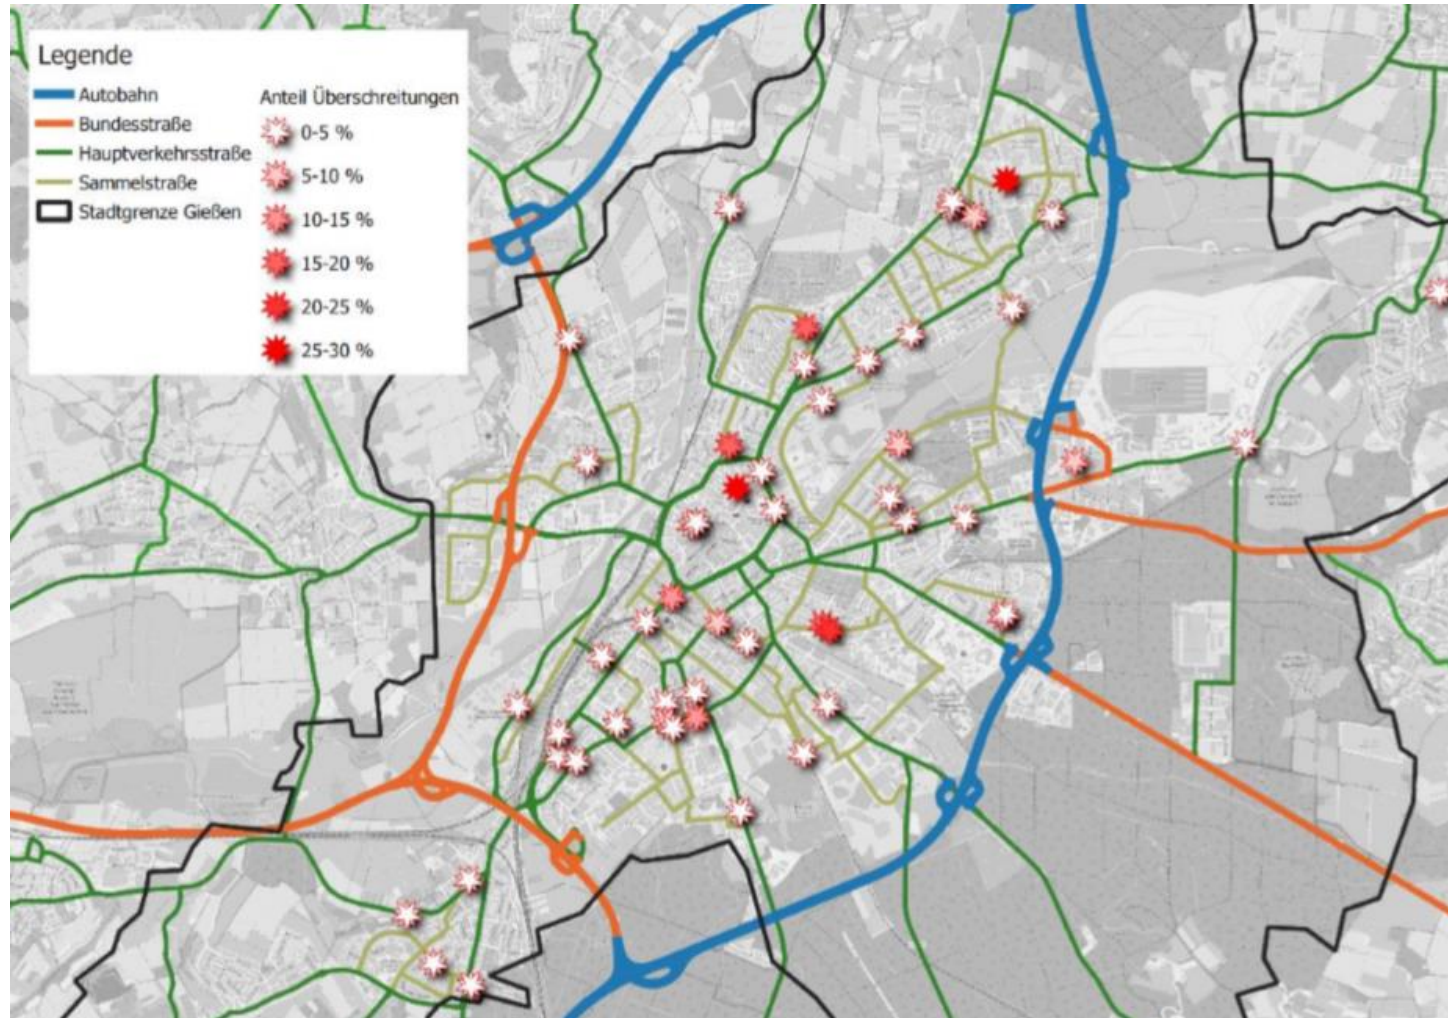 Legende
Autobahn
Bundesstraße
Hauptverkehrsstraße
Sammelstraße
Stadtgrenze Gießen
Anteil Überschreitungen
0-5 %
5-10 %
10-15 %
15-20 %
20-25 %
25-30 %